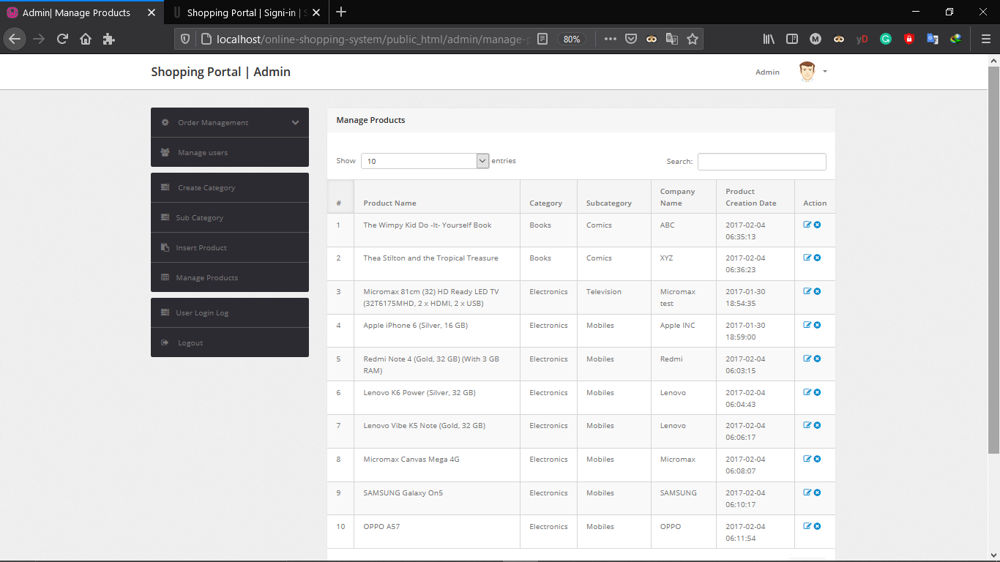 Admin| Manage Products
Shopping Portal | Signi-in |
localhost/online-shopping-system/public_html/admin/manage-
80%
Shopping Portal | Admin
Admin
Order Management
Manage users
Create Category
Sub Category
Insert Product
Manage Products
User Login Log
Logout
Manage Products
Show 10 entries
Search:
# Product Name Category Subcategory Company Name Product Creation Date Action
1 The Wimpy Kid Do -It- Yourself Book Books Comics ABC 2017-02-04 06:35:13
2 Thea Stilton and the Tropical Treasure Books Comics XYZ 2017-02-04 06:36:23
3 Micromax 81cm (32) HD Ready LED TV (32T6175MHD, 2 x HDMI, 2 x USB) Electronics Television Micromax test 2017-01-30 18:54:35
4 Apple iPhone 6 (Silver, 16 GB) Electronics Mobiles Apple INC 2017-01-30 18:59:00
5 Redmi Note 4 (Gold, 32 GB) (With 3 GB RAM) Electronics Mobiles Redmi 2017-02-04 06:03:15
6 Lenovo K6 Power (Silver, 32 GB) Electronics Mobiles Lenovo 2017-02-04 06:04:43
7 Lenovo Vibe K5 Note (Gold, 32 GB) Electronics Mobiles Lenovo 2017-02-04 06:06:17
8 Micromax Canvas Mega 4G Electronics Mobiles Micromax 2017-02-04 06:08:07
9 SAMSUNG Galaxy On5 Electronics Mobiles SAMSUNG 2017-02-04 06:10:17
10 OPPO A57 Electronics Mobiles OPPO 2017-02-04 06:11:54